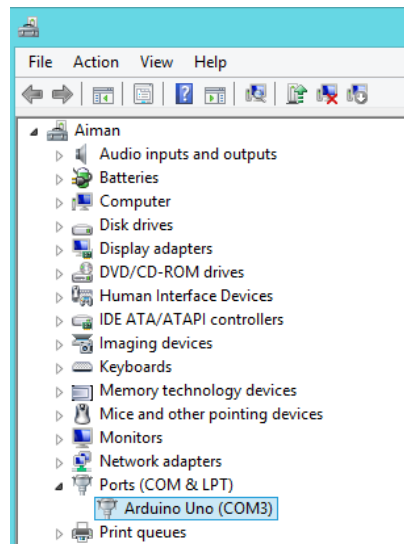 File Action View Help
Aiman
Audio inputs and outputs
Batteries
Computer
Disk drives
Display adapters
DVD/CD-ROM drives
Human Interface Devices
IDE ATA/ATAPI controllers
Imaging devices
Keyboards
Memory technology devices
Mice and other pointing devices
Monitors
Network adapters
Ports (COM & LPT)
Arduino Uno (COM3)
Print queues